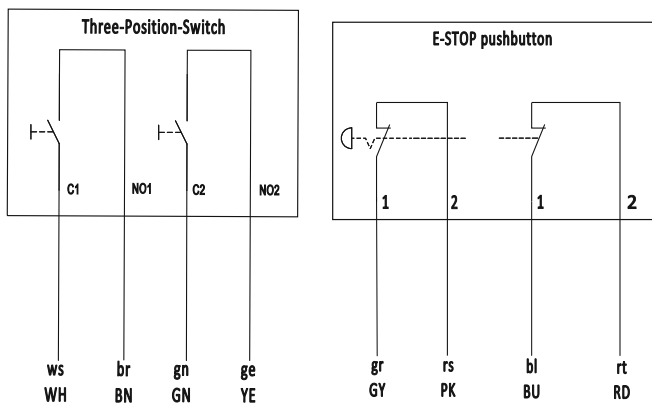 Three-Position-Switch
E-STOP pushbutton
C1 NO1 C2 NO2
1 2 1 2
ws br gn ge gr rs bl rt
WH BN GN YE GY PK BU RD